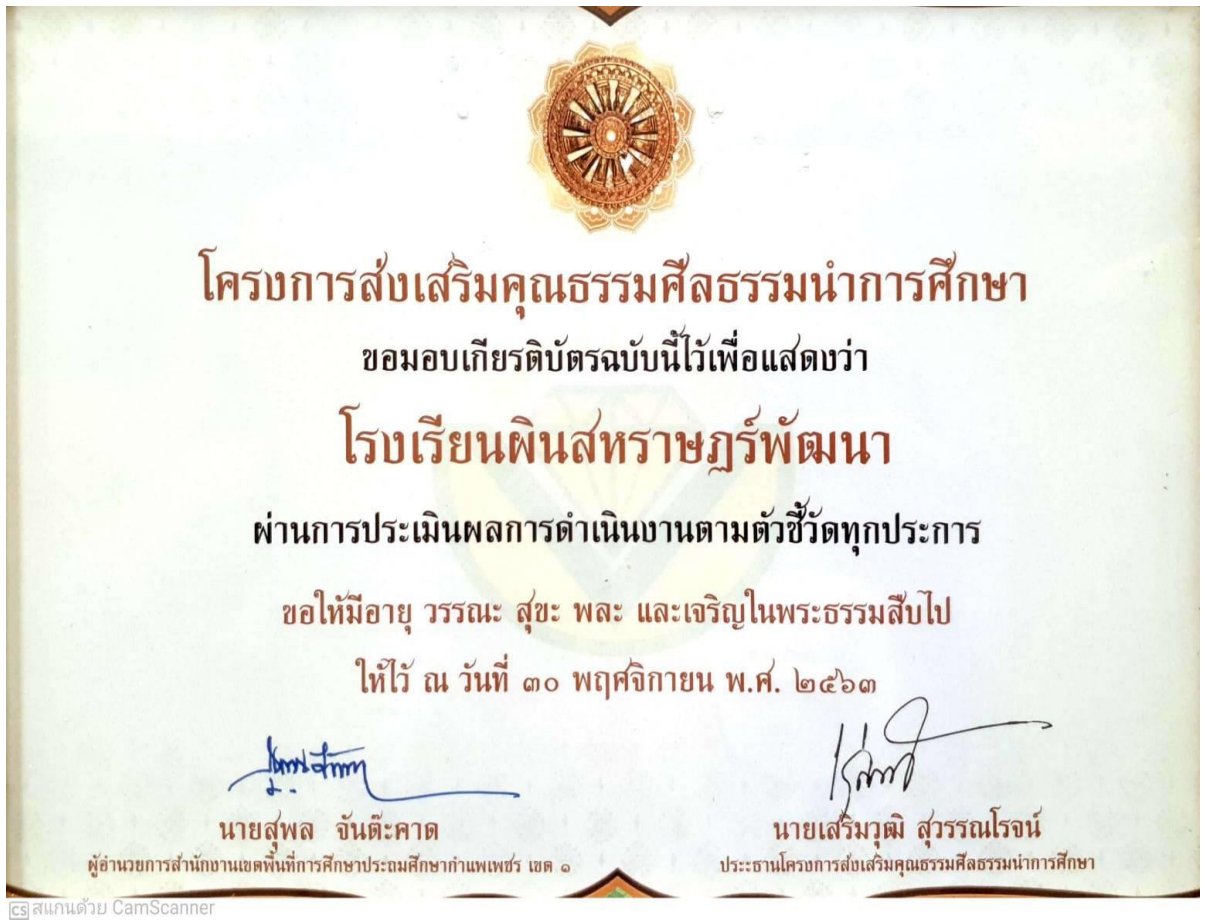 โครงการส่งเสริมคุณธรรมศีลธรรมนำการศึกษา
ขอมอบเกียรติบัตรฉบับนี้ไว้เพื่อแสดงว่า
โรงเรียนผินสหราษฎร์พัฒนา
ผ่านการประเมินผลการดำเนินงานตามตัวชี้วัดทุกประการ
ขอให้มีอายุ วรรณะ สุขะ พละ และเจริญในพระธรรมสืบไป
ให้ไว้ ณ วันที่ ๓๐ พฤศจิกายน พ.ศ. ๒๕๖๓
นายสุพล จันต๊ะคาด
ผู้อำนวยการสำนักงานเขตพื้นที่การศึกษาประถมศึกษากำแพงเพชร เขต ๑
นายเสริมวุฒิ สุวรรณโรจน์
ประธานโครงการส่งเสริมคุณธรรมศีลธรรมนำการศึกษา
CS สแกนด้วย CamScanner